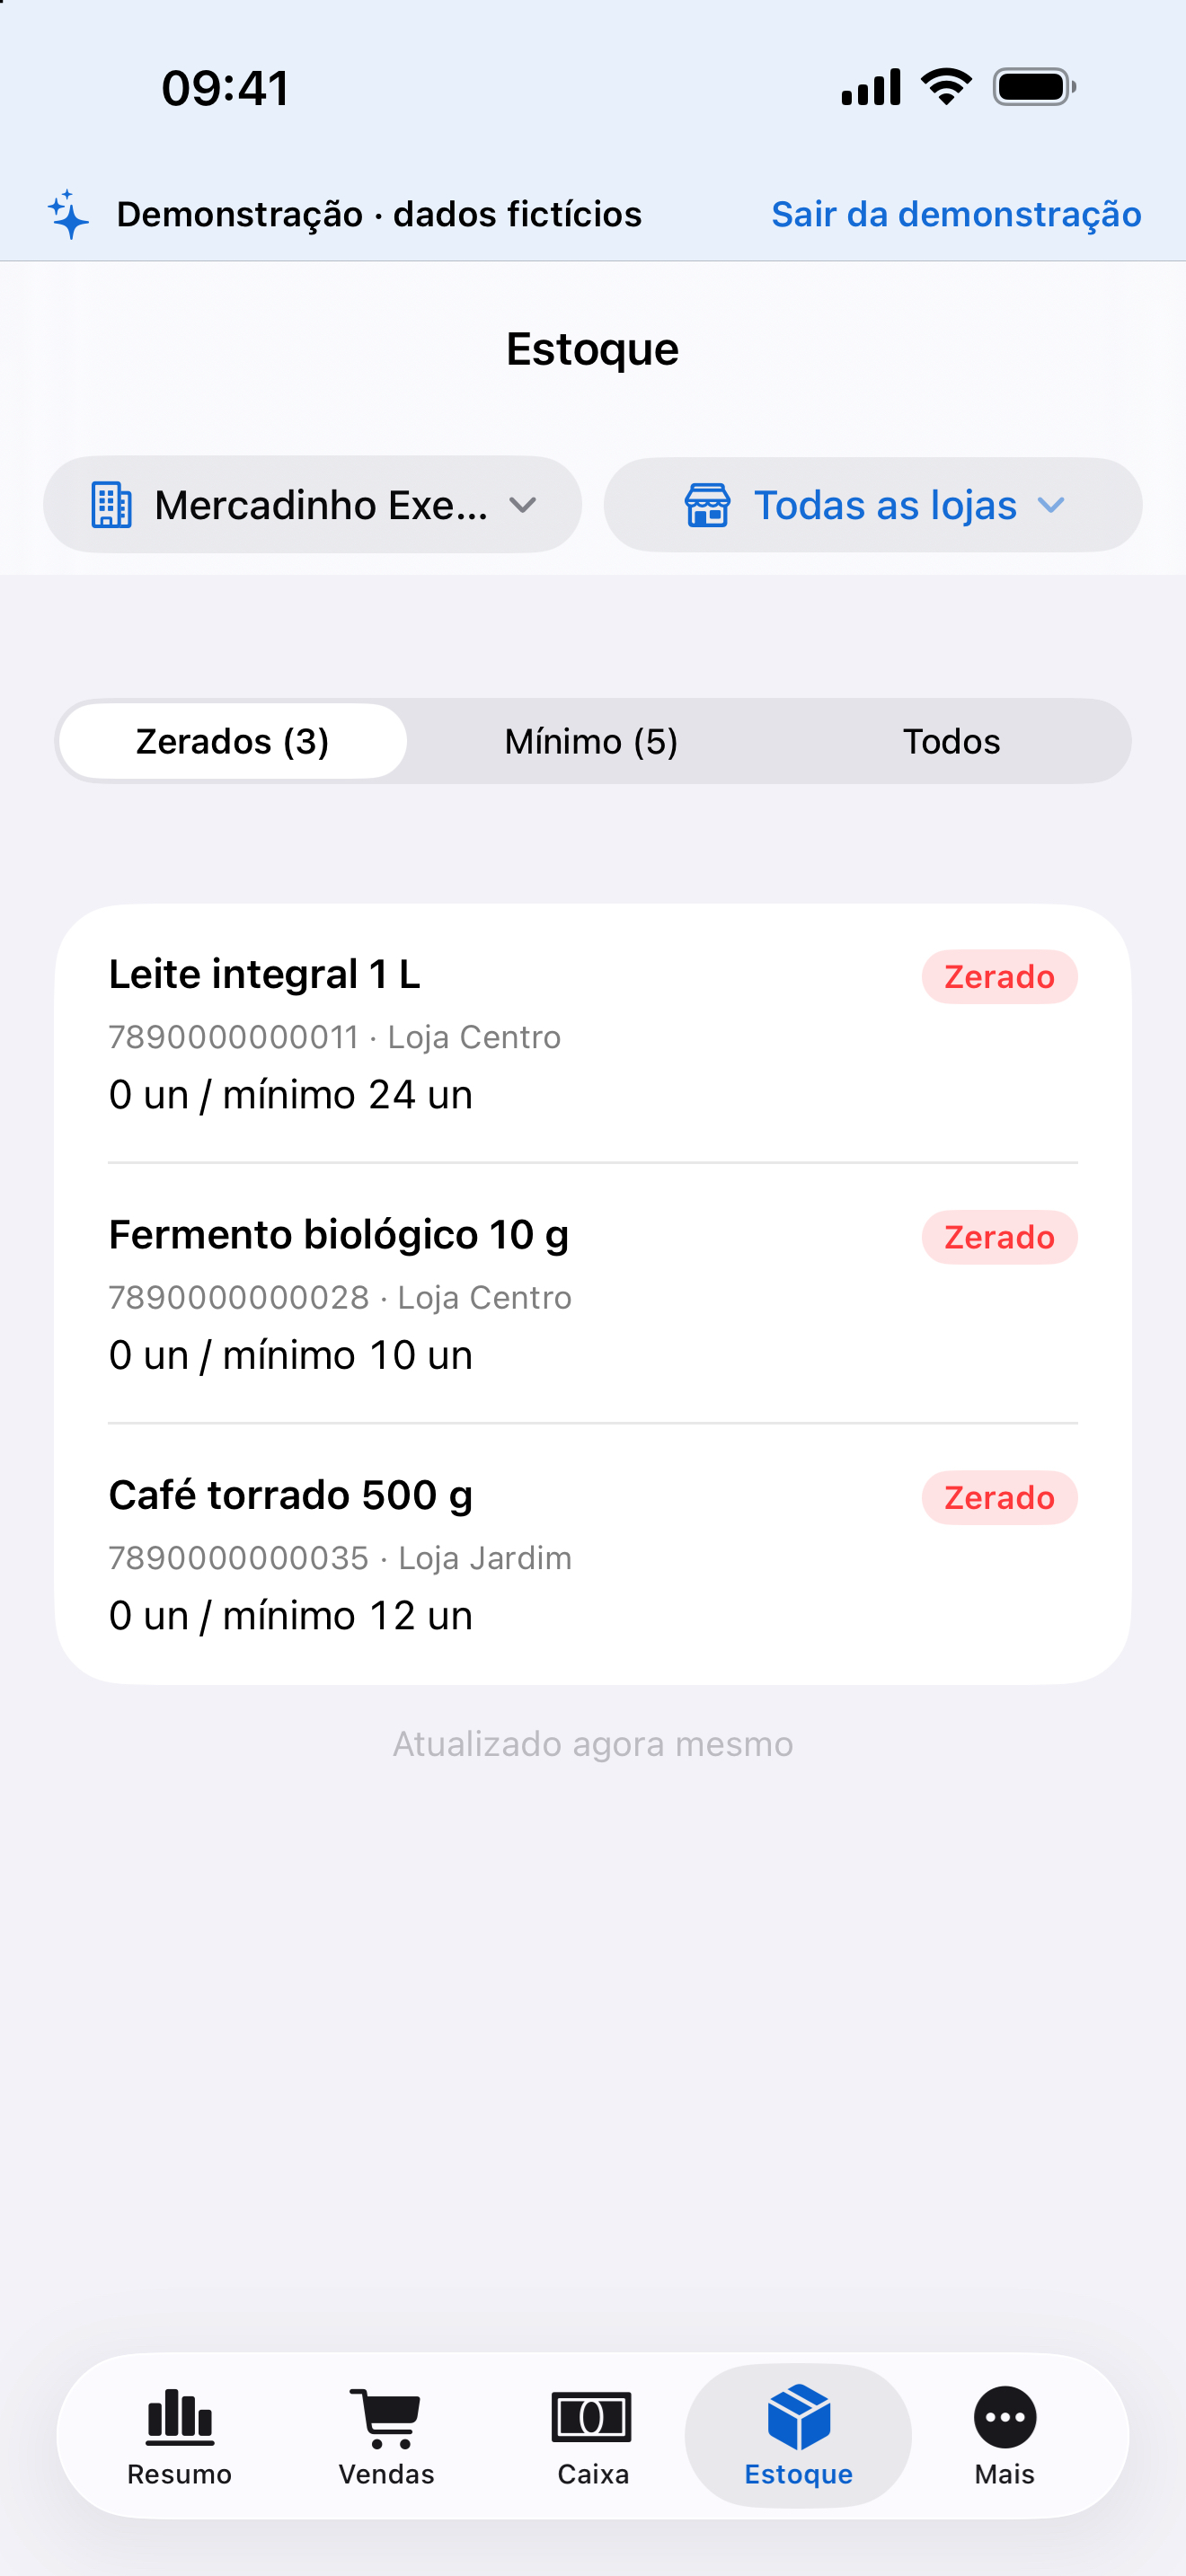 09:41
Demonstração · dados fictícios Sair da demonstração
Estoque
Mercadinho Exe... Todas as lojas
Zerados (3) Mínimo (5) Todos
Leite integral 1 L Zerado
7890000000011 · Loja Centro
0 un / mínimo 24 un
Fermento biológico 10 g Zerado
7890000000028 · Loja Centro
0 un / mínimo 10 un
Café torrado 500 g Zerado
7890000000035 · Loja Jardim
0 un / mínimo 12 un
Atualizado agora mesmo
Resumo Vendas Caixa Estoque Mais